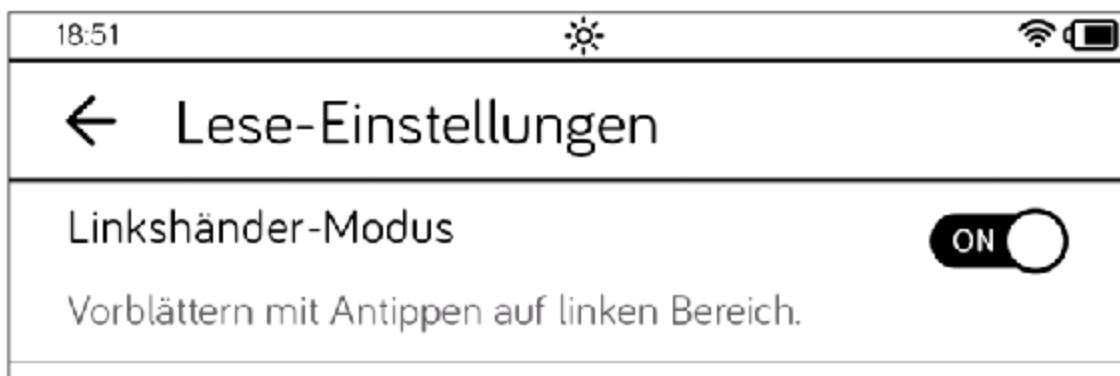 18:51
Lese-Einstellungen
Linkshänder-Modus
ON
Vorblättern mit Antippen auf linken Bereich.